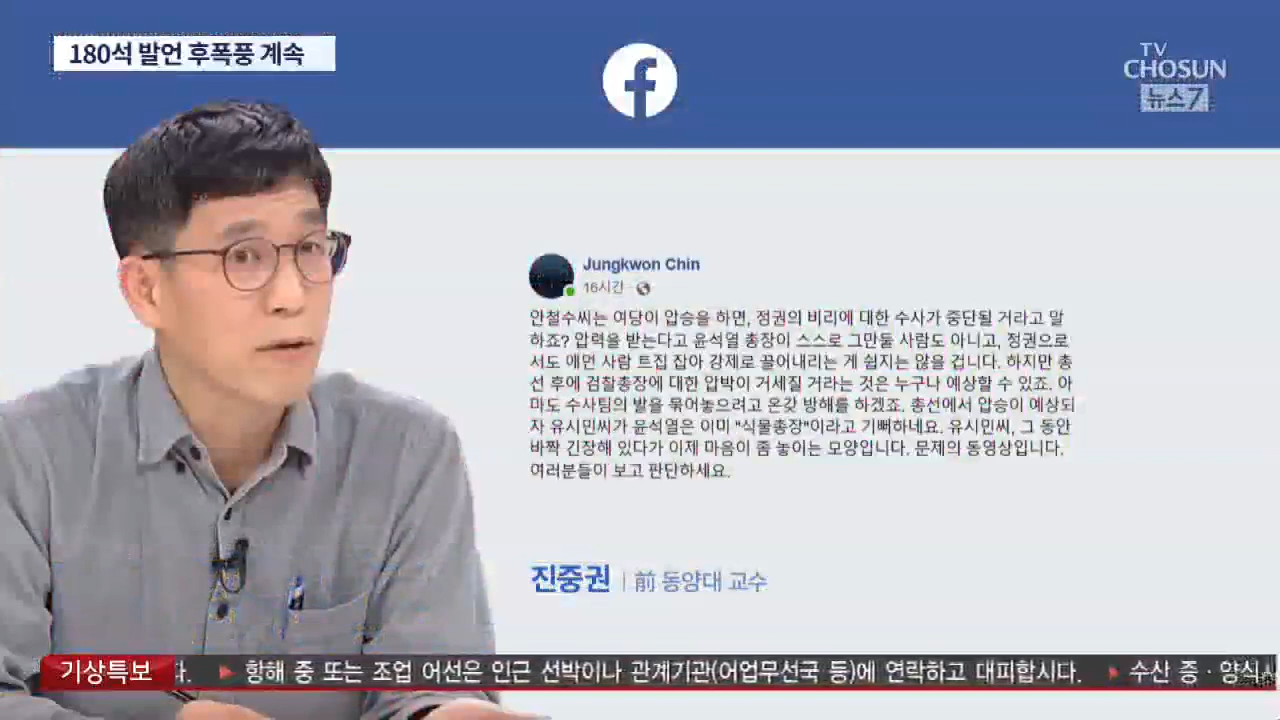 180석 발언 후폭풍 계속
TV
CHOSUN
뉴스7
Jungkwon Chin
16시간
안철수씨는 여당이 압승을 하면, 정권의 비리에 대한 수사가 중단될 거라고 말
하죠? 압력을 받는다고 윤석열 총장이 스스로 그만둘 사람도 아니고, 정권으로
서도 애먼 사람 트집 잡아 강제로 끌어내리는 게 쉽지는 않을 겁니다. 하지만 총
선 후에 검찰총장에 대한 압박이 거세질 거라는 것은 누구나 예상할 수 있죠. 아
마도 수사팀의 발을 묶어놓으려고 온갖 방해를 하겠죠. 총선에서 압승이 예상되
자 유시민씨가 윤석열은 이미 "식물총장"이라고 기뻐하네요. 유시민씨, 그 동안
바짝 긴장해 있다가 이제 마음이 좀 놓이는 모양입니다. 문제의 동영상입니다.
여러분들이 보고 판단하세요.
진중권 | 前 동양대 교수
기상특보 다. ▶ 항해 중 또는 조업 어선은 인근 선박이나 관계기관(어업무선국 등)에 연락하고 대피합시다. ▶ 수산 증·양식